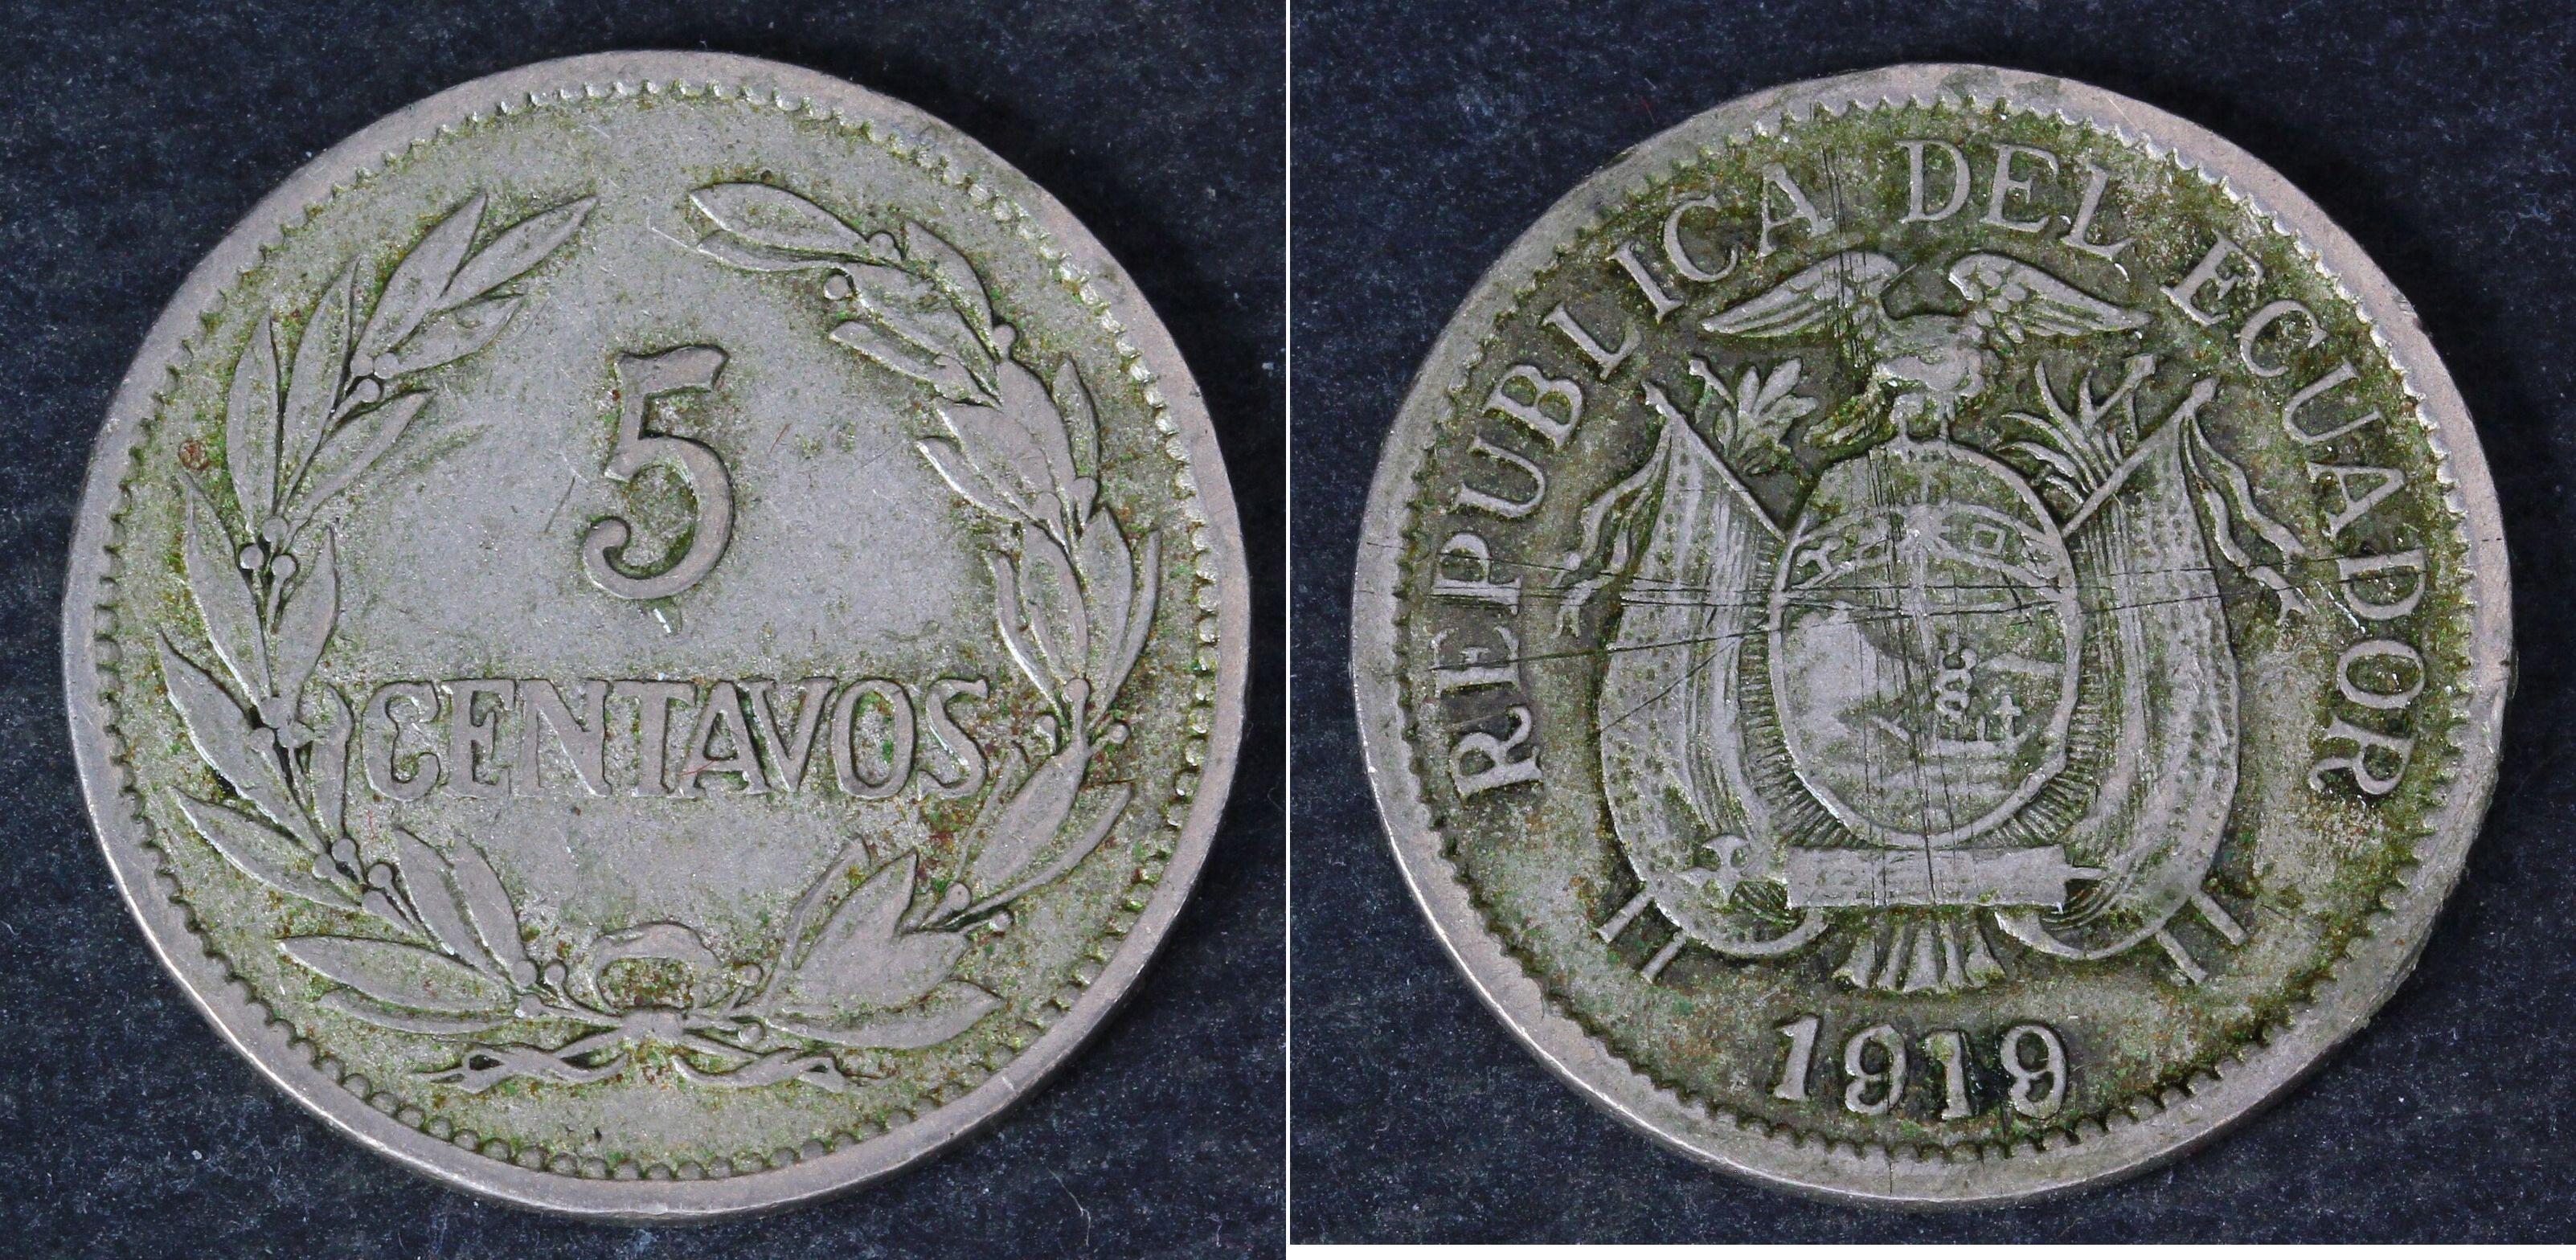 5
CENTAVOS
REPUBLICA DEL ECUADOR
1919